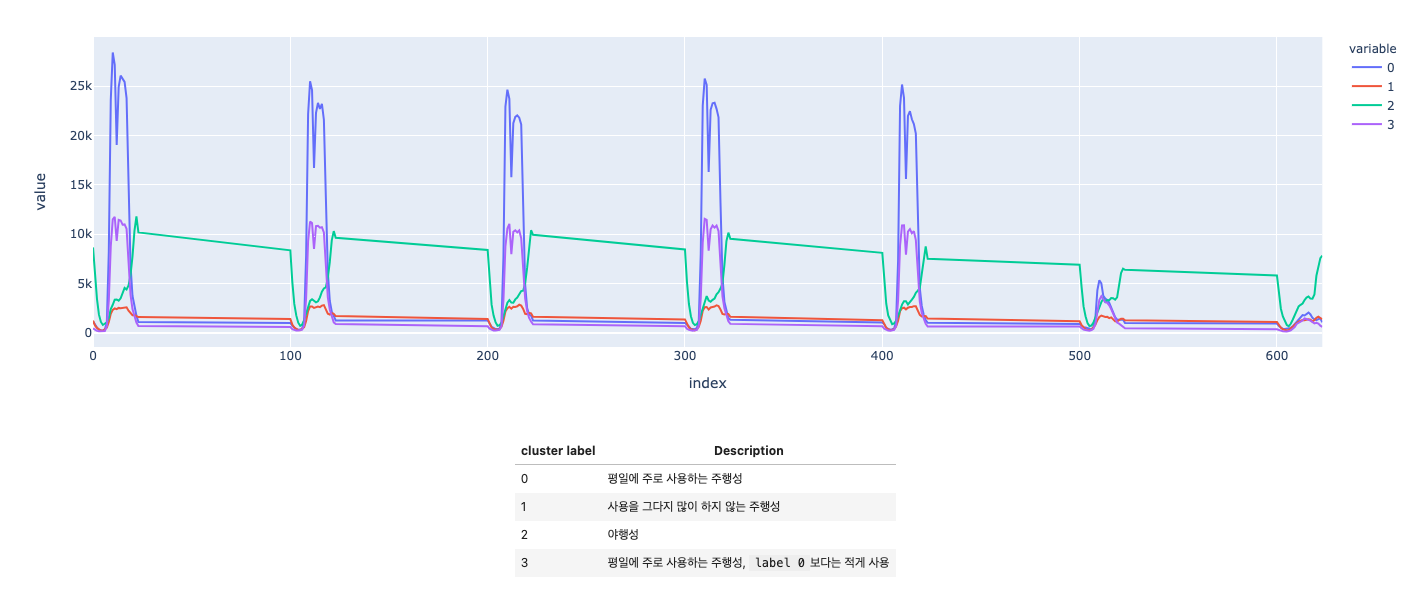 variable
0
1
2
3
25k
20k
15k
10k
5k
0
value
0 100 200 300 400 500 600
index
cluster label Description
0 평일에 주로 사용하는 주행성
1 사용을 그다지 많이 하지 않는 주행성
2 야행성
3 평일에 주로 사용하는 주행성, label 0 보다는 적게 사용